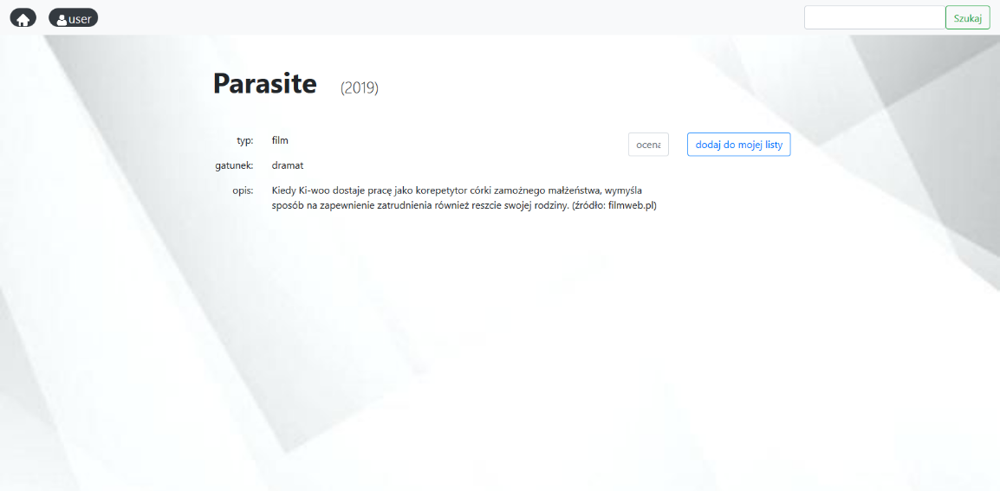 user
Szukaj
Parasite (2019)
typ: film
ocena
dodaj do mojej listy
gatunek: dramat
opis: Kiedy Ki-woo dostaje pracę jako korepetytor córki zamożnego małżeństwa, wymyśla
sposób na zapewnienie zatrudnienia również reszcie swojej rodziny. (źródło: filmweb.pl)